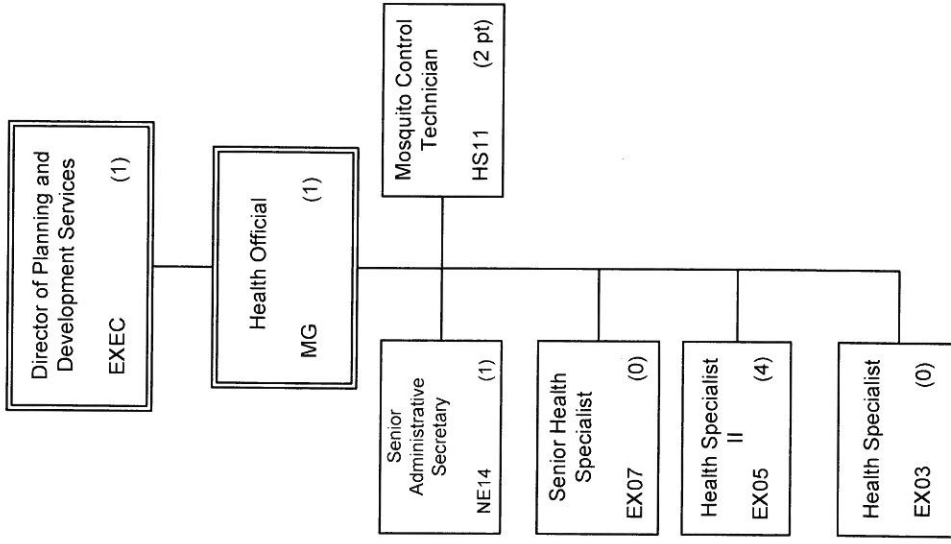 Director of Planning and
Development Services
EXEC (1)
Health Official
MG (1)
Senior
Administrative
Secretary
NE14 (1)
Mosquito Control
Technician
HS11 (2 pt)
Senior Health
Specialist
EX07 (0)
Health Specialist
II
EX05 (4)
Health Specialist
EX03 (0)